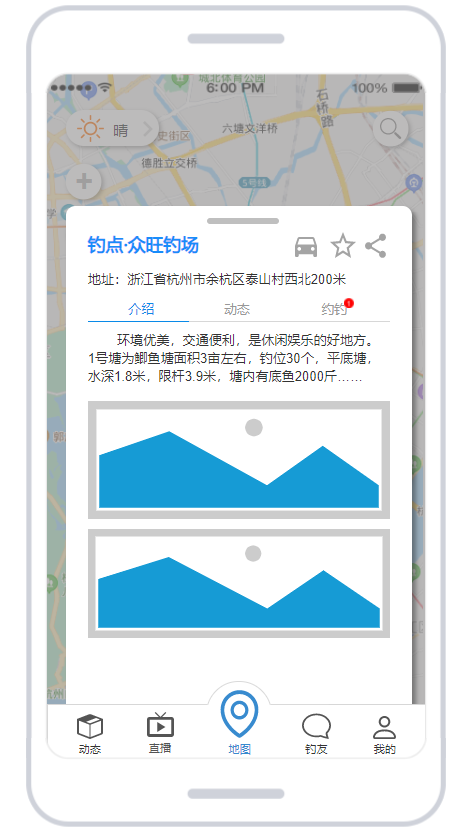 城北体育公园
6:00 PM
100%
石桥路
晴
史街区
六塘文洋桥
德胜立交桥
5号线
钓点·众旺钓场
地址：浙江省杭州市余杭区泰山村西北200米
介绍
动态
约钓
1
环境优美，交通便利，是休闲娱乐的好地方。
1号塘为鲫鱼塘面积3亩左右，钓位30个，平底塘，
水深1.8米，限杆3.9米，塘内有底鱼2000斤……
动态
直播
地图
钓友
我的